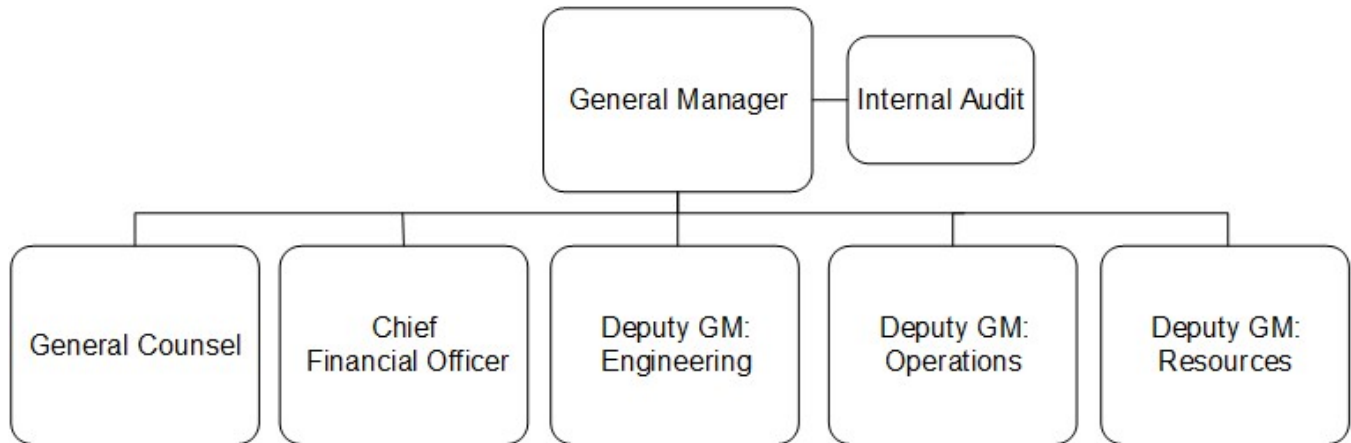 General Manager
Internal Audit
General Counsel
Chief
Financial Officer
Deputy GM:
Engineering
Deputy GM:
Operations
Deputy GM:
Resources